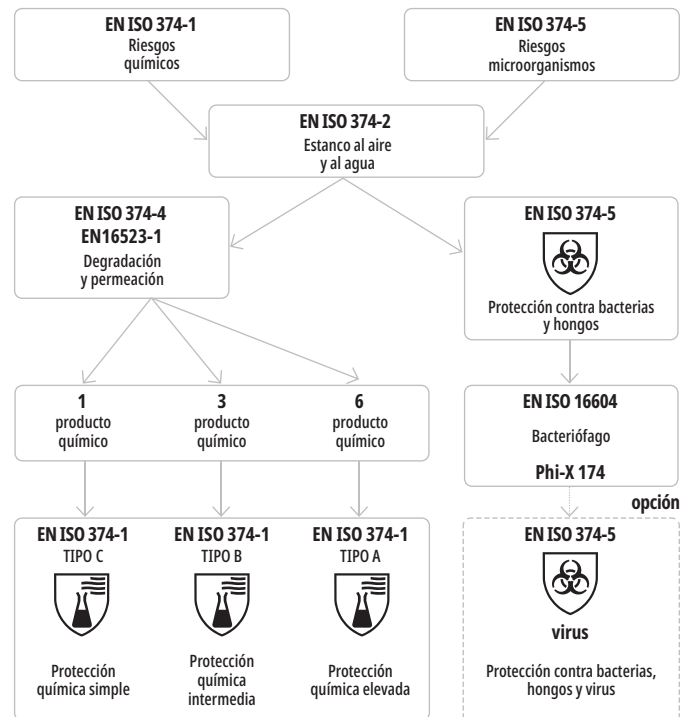 EN ISO 374-1
Riesgos
químicos
EN ISO 374-5
Riesgos
microorganismos
EN ISO 374-2
Estanco al aire
y al agua
EN ISO 374-4
EN16523-1
Degradación
y permeación
EN ISO 374-5
Protección contra bacterias
y hongos
1
producto
químico
3
producto
químico
6
producto
químico
EN ISO 16604
Bacteriófago
Phi-X 174
opción
EN ISO 374-1
TIPO C
Protección
química simple
EN ISO 374-1
TIPO B
Protección
química
intermedia
EN ISO 374-1
TIPO A
Protección
química elevada
EN ISO 374-5
virus
Protección contra bacterias,
hongos y virus